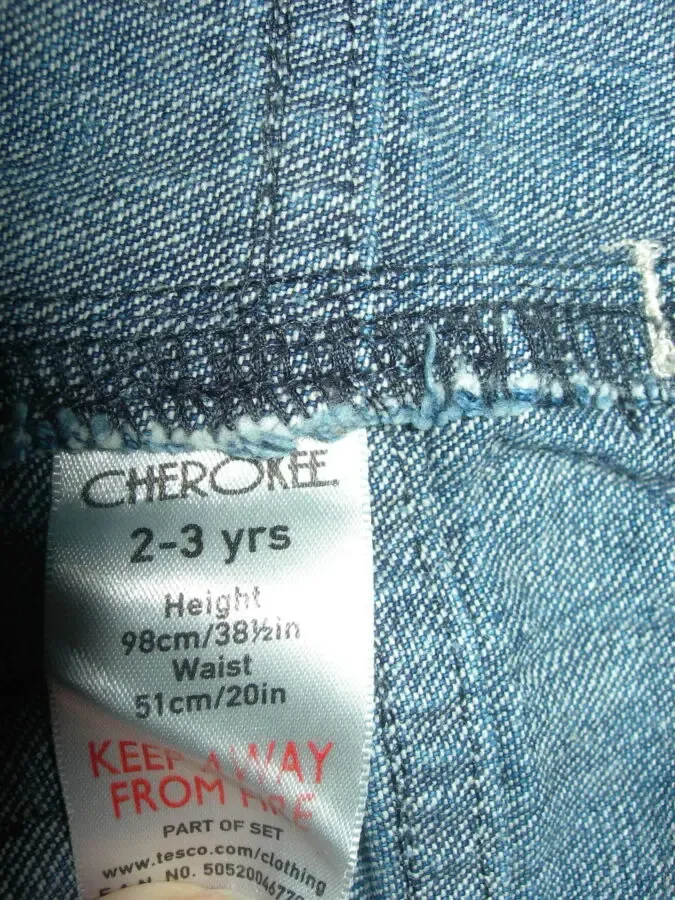 CHEROKEE
2-3 yrs
Height
98cm/38½in
Waist
51cm/20in
KEEP AWAY
FROM FIRE
PART OF SET
www.tesco.com/clothing
E.A.N. NO.